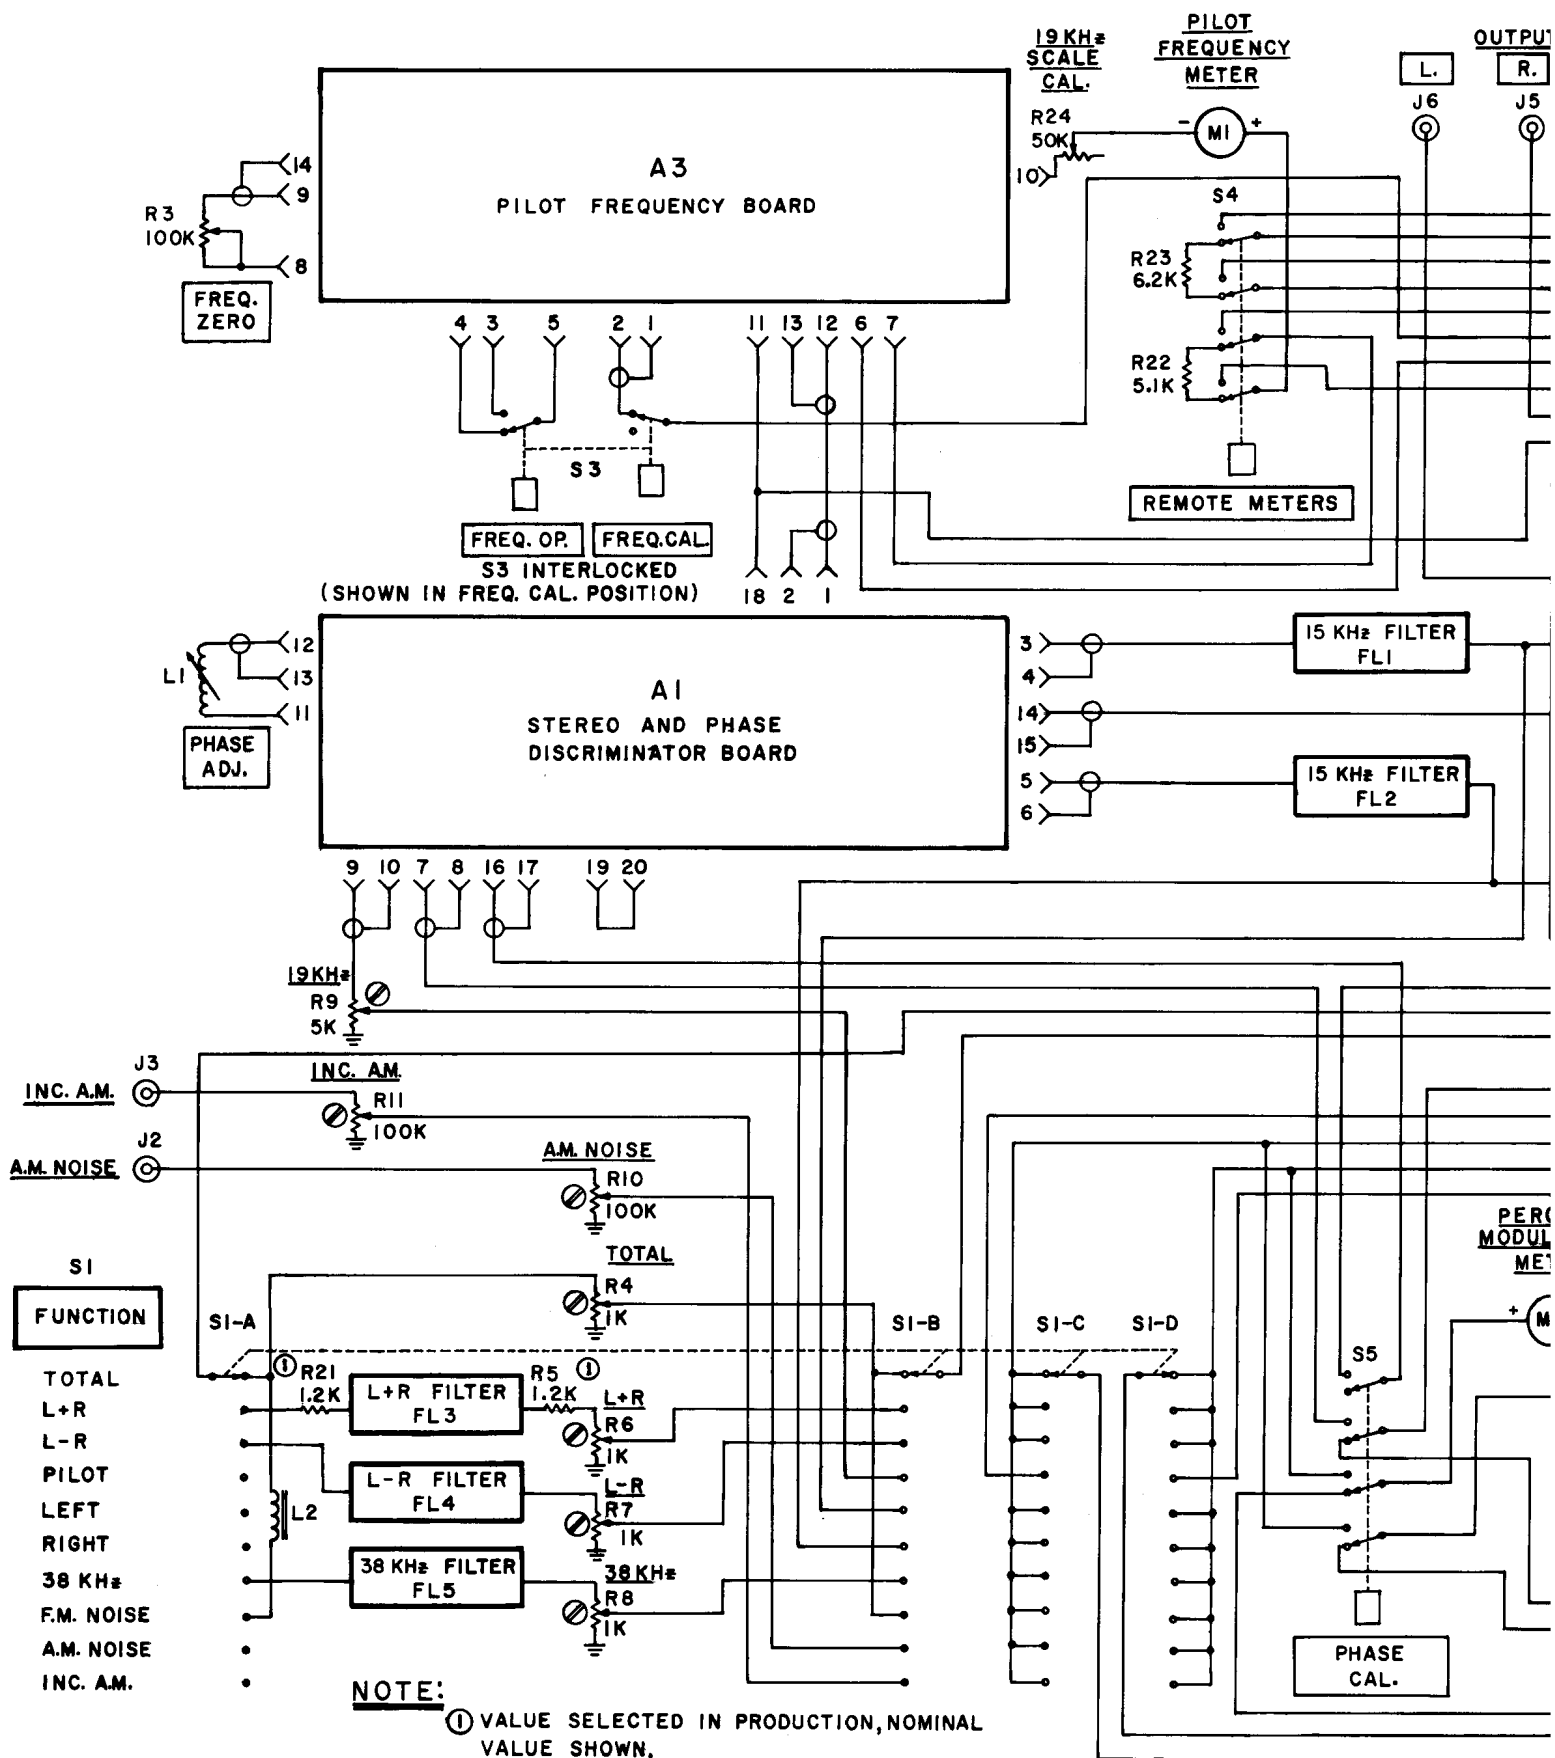 19 KHz
SCALE
CAL.
PILOT
FREQUENCY
METER
OUTPUT
L.
R.
J6
J5
R24
50K
- M1 +
10
14
9
8
A3
PILOT FREQUENCY BOARD
R3
100K
FREQ.
ZERO
S4
R23
6.2K
R22
5.1K
REMOTE METERS
4 3 5 2 1 11 13 12 6 7
S3
FREQ. OP.
FREQ. CAL.
S3 INTERLOCKED
(SHOWN IN FREQ. CAL. POSITION)
18 2 1
12
13
11
L1
PHASE
ADJ.
A1
STEREO AND PHASE
DISCRIMINATOR BOARD
3
4
14
15
5
6
15 KHz FILTER
FL1
15 KHz FILTER
FL2
9 10 7 8 16 17 19 20
19KHz
R9
5K
J3
INC. A.M.
INC. A.M.
R11
100K
J2
A.M. NOISE
A.M. NOISE
R10
100K
TOTAL
R4
1K
S1
FUNCTION
S1-A
S1-B
S1-C
S1-D
S5
+ M
TOTAL
L+R
L-R
PILOT
LEFT
RIGHT
38 KHz
F.M. NOISE
A.M. NOISE
INC. A.M.
1
R21
1.2K
L+R FILTER
FL3
R5
1.2K
1
L+R
R6
1K
L-R FILTER
FL4
L-R
R7
1K
L2
38 KHz FILTER
FL5
38 KHz
R8
1K
PHASE
CAL.
NOTE:
1 VALUE SELECTED IN PRODUCTION, NOMINAL
VALUE SHOWN.